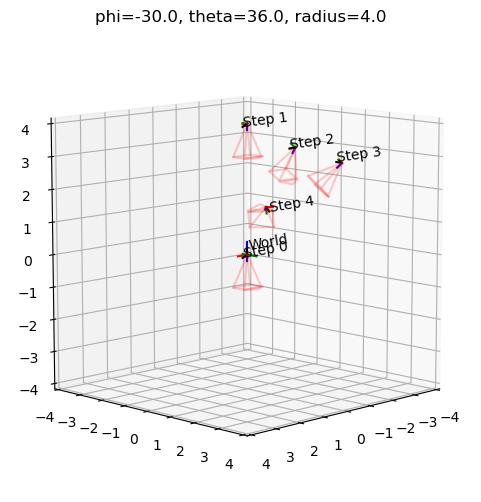 phi=-30.0, theta=36.0, radius=4.0
4
3
2
1
0
−1
−2
−3
−4
Step 1
Step 2
Step 3
Step 4
World
Step 0
−4 −3 −2 −1 0 1 2 3 4
4 3 2 1 0 −1 −2 −3 −4